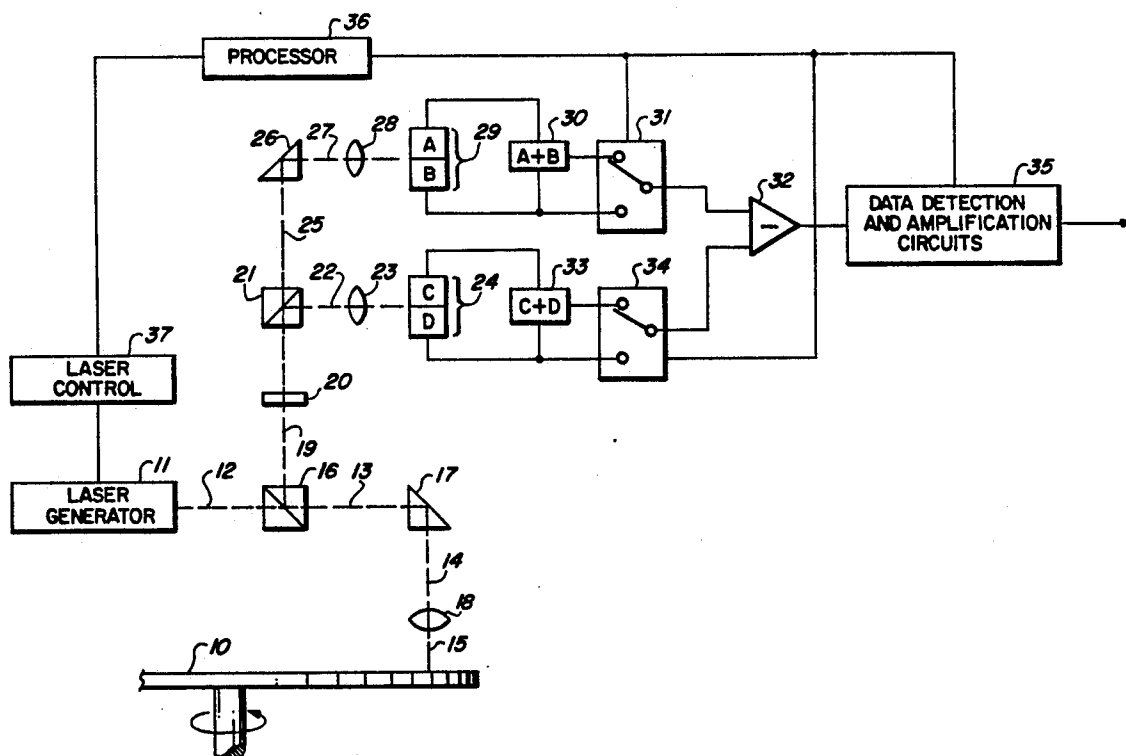 36
PROCESSOR
26
27
28
A
B
29
30
A+B
31
32
35
DATA DETECTION
AND AMPLIFICATION
CIRCUITS
25
21
22
23
C
D
24
33
C+D
34
37
LASER
CONTROL
20
19
11
LASER
GENERATOR
12
16
13
17
14
18
15
10